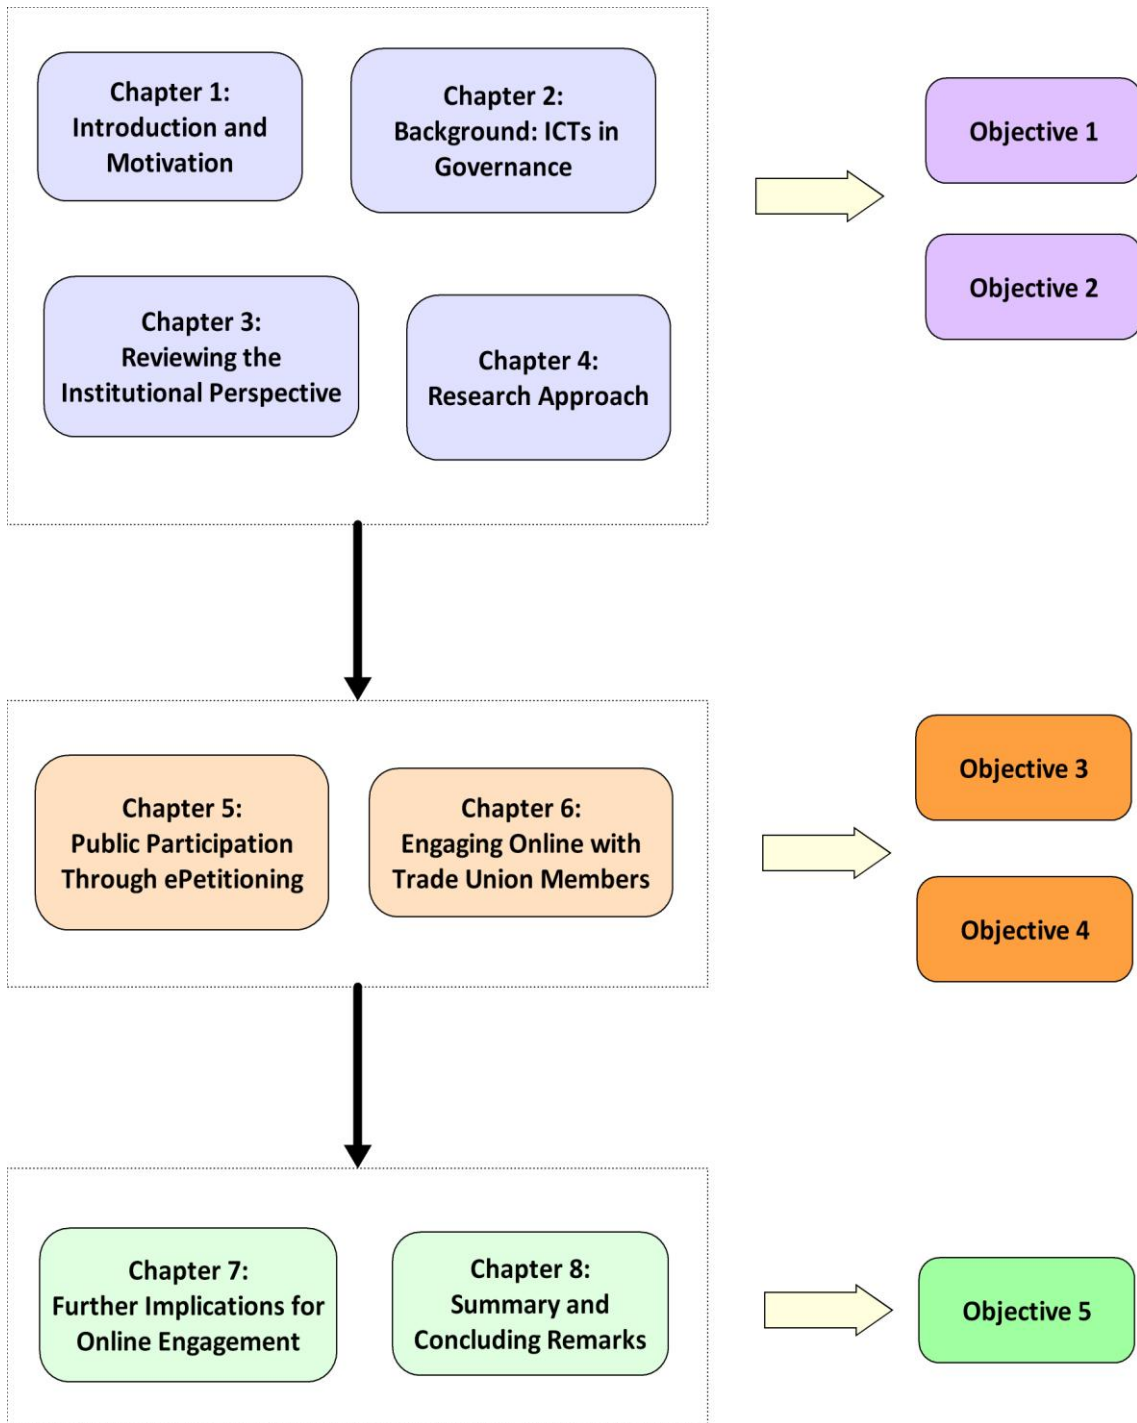 Chapter 1:
Introduction and
Motivation
Chapter 2:
Background: ICTs in
Governance
Objective 1
Objective 2
Chapter 3:
Reviewing the
Institutional Perspective
Chapter 4:
Research Approach
Chapter 5:
Public Participation
Through ePetitioning
Chapter 6:
Engaging Online with
Trade Union Members
Objective 3
Objective 4
Chapter 7:
Further Implications for
Online Engagement
Chapter 8:
Summary and
Concluding Remarks
Objective 5